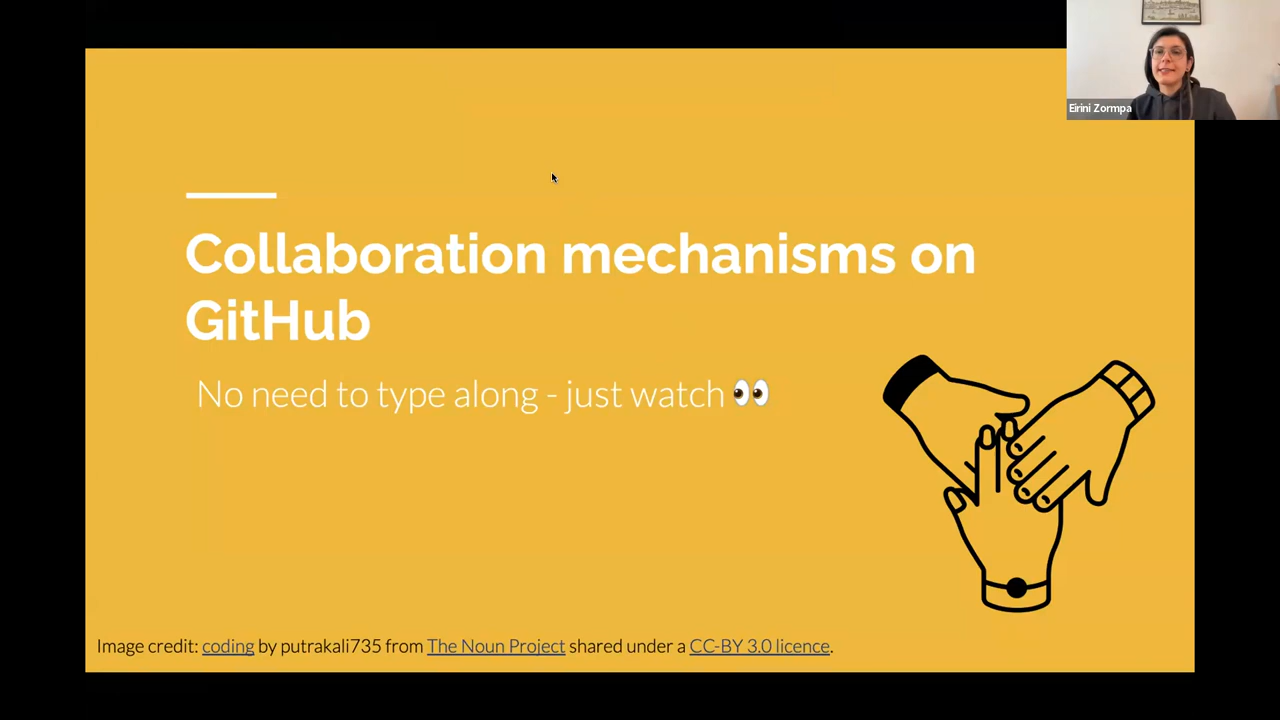 Eirini Zormpa
Collaboration mechanisms on
GitHub
No need to type along - just watch 👀
Image credit: coding by putrakali735 from The Noun Project shared under a CC-BY 3.0 licence.